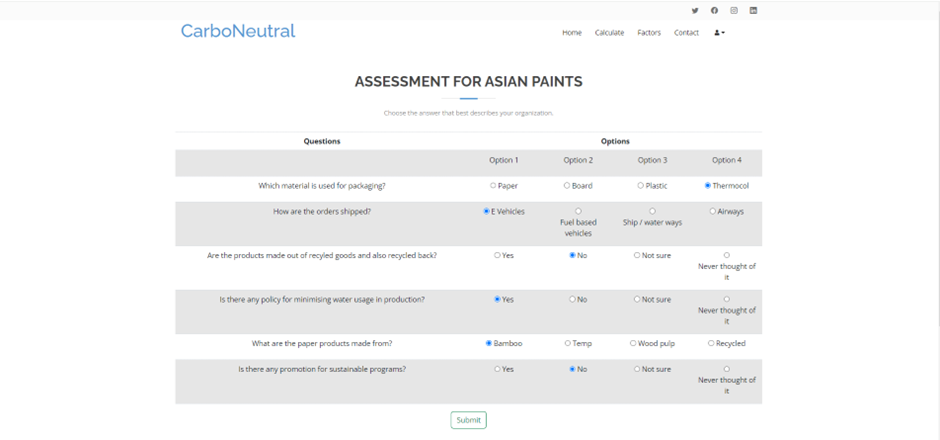 CarboNeutral
Home Calculate Factors Contact
ASSESSMENT FOR ASIAN PAINTS
Choose the answer that best describes your organization.
Questions Options
Option 1 Option 2 Option 3 Option 4
Which material is used for packaging? Paper Board Plastic Thermocol
How are the orders shipped? E Vehicles Fuel based vehicles Ship / water ways Airways
Are the products made out of recyled goods and also recycled back? Yes No Not sure Never thought of it
Is there any policy for minimising water usage in production? Yes No Not sure Never thought of it
What are the paper products made from? Bamboo Temp Wood pulp Recycled
Is there any promotion for sustainable programs? Yes No Not sure Never thought of it
Submit